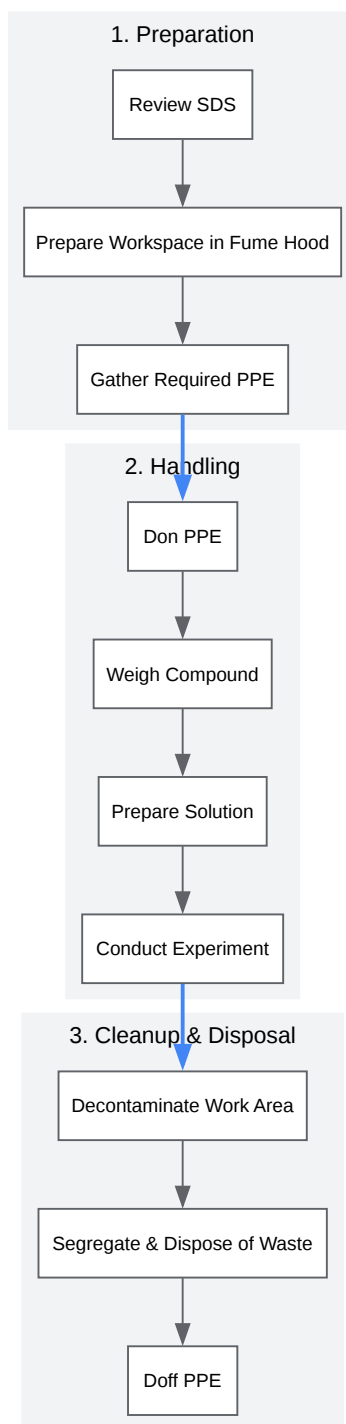 1. Preparation
Review SDS
Prepare Workspace in Fume Hood
Gather Required PPE
2. Handling
Don PPE
Weigh Compound
Prepare Solution
Conduct Experiment
3. Cleanup & Disposal
Decontaminate Work Area
Segregate & Dispose of Waste
Doff PPE